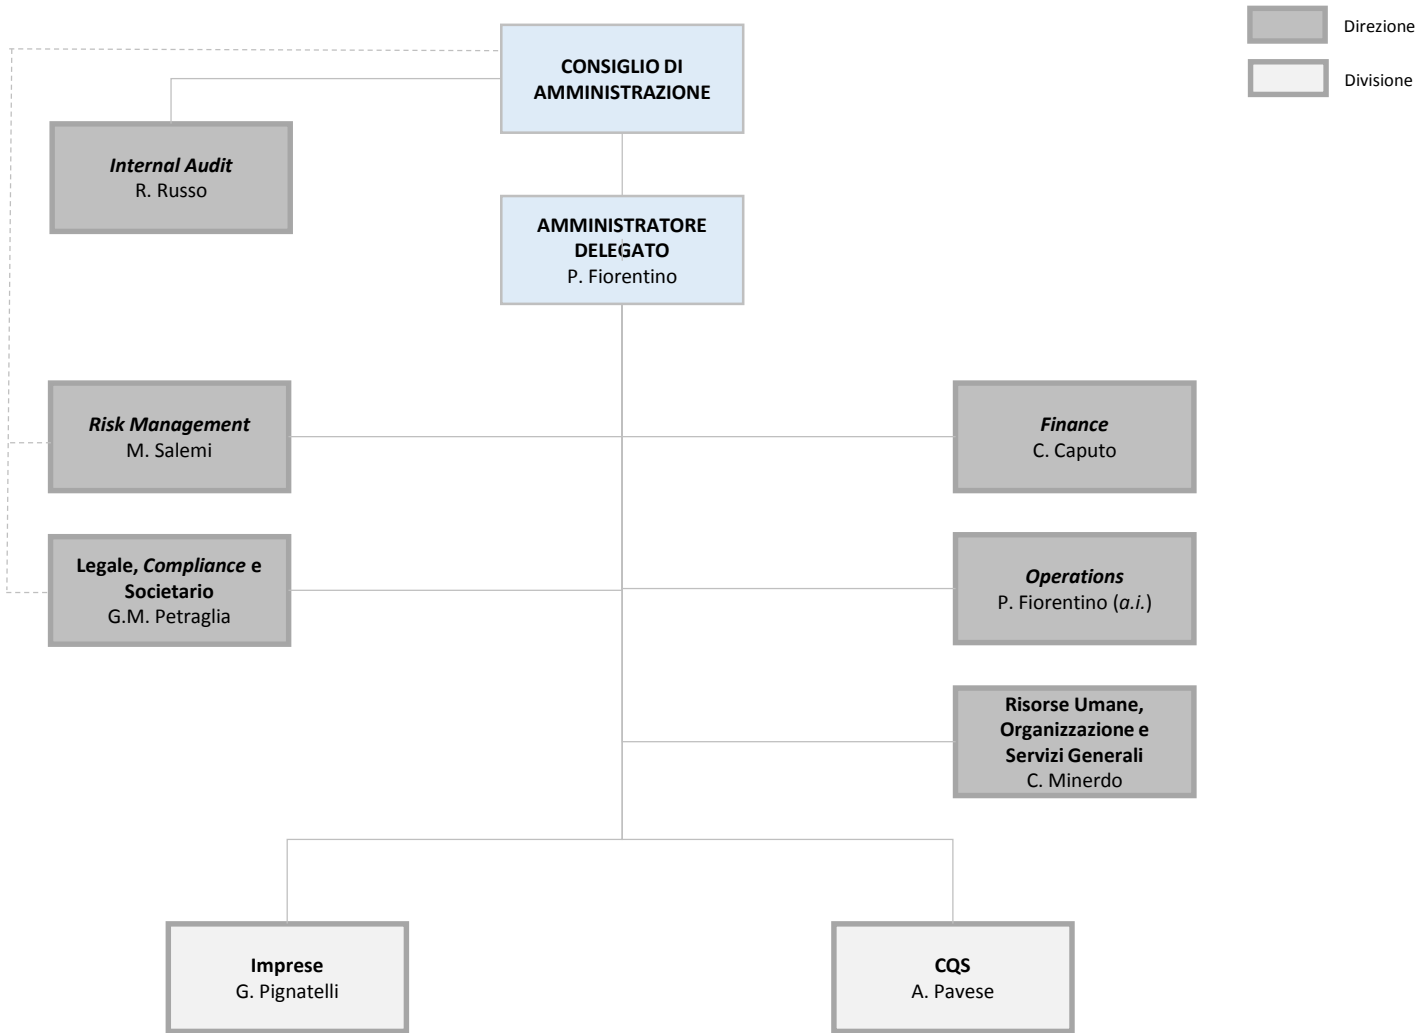 Direzione
Divisione
CONSIGLIO DI
AMMINISTRAZIONE
Internal Audit
R. Russo
AMMINISTRATORE
DELEGATO
P. Fiorentino
Risk Management
M. Salemi
Finance
C. Caputo
Legale, Compliance e
Societario
G.M. Petraglia
Operations
P. Fiorentino (a.i.)
Risorse Umane,
Organizzazione e
Servizi Generali
C. Minerdo
Imprese
G. Pignatelli
CQS
A. Pavese